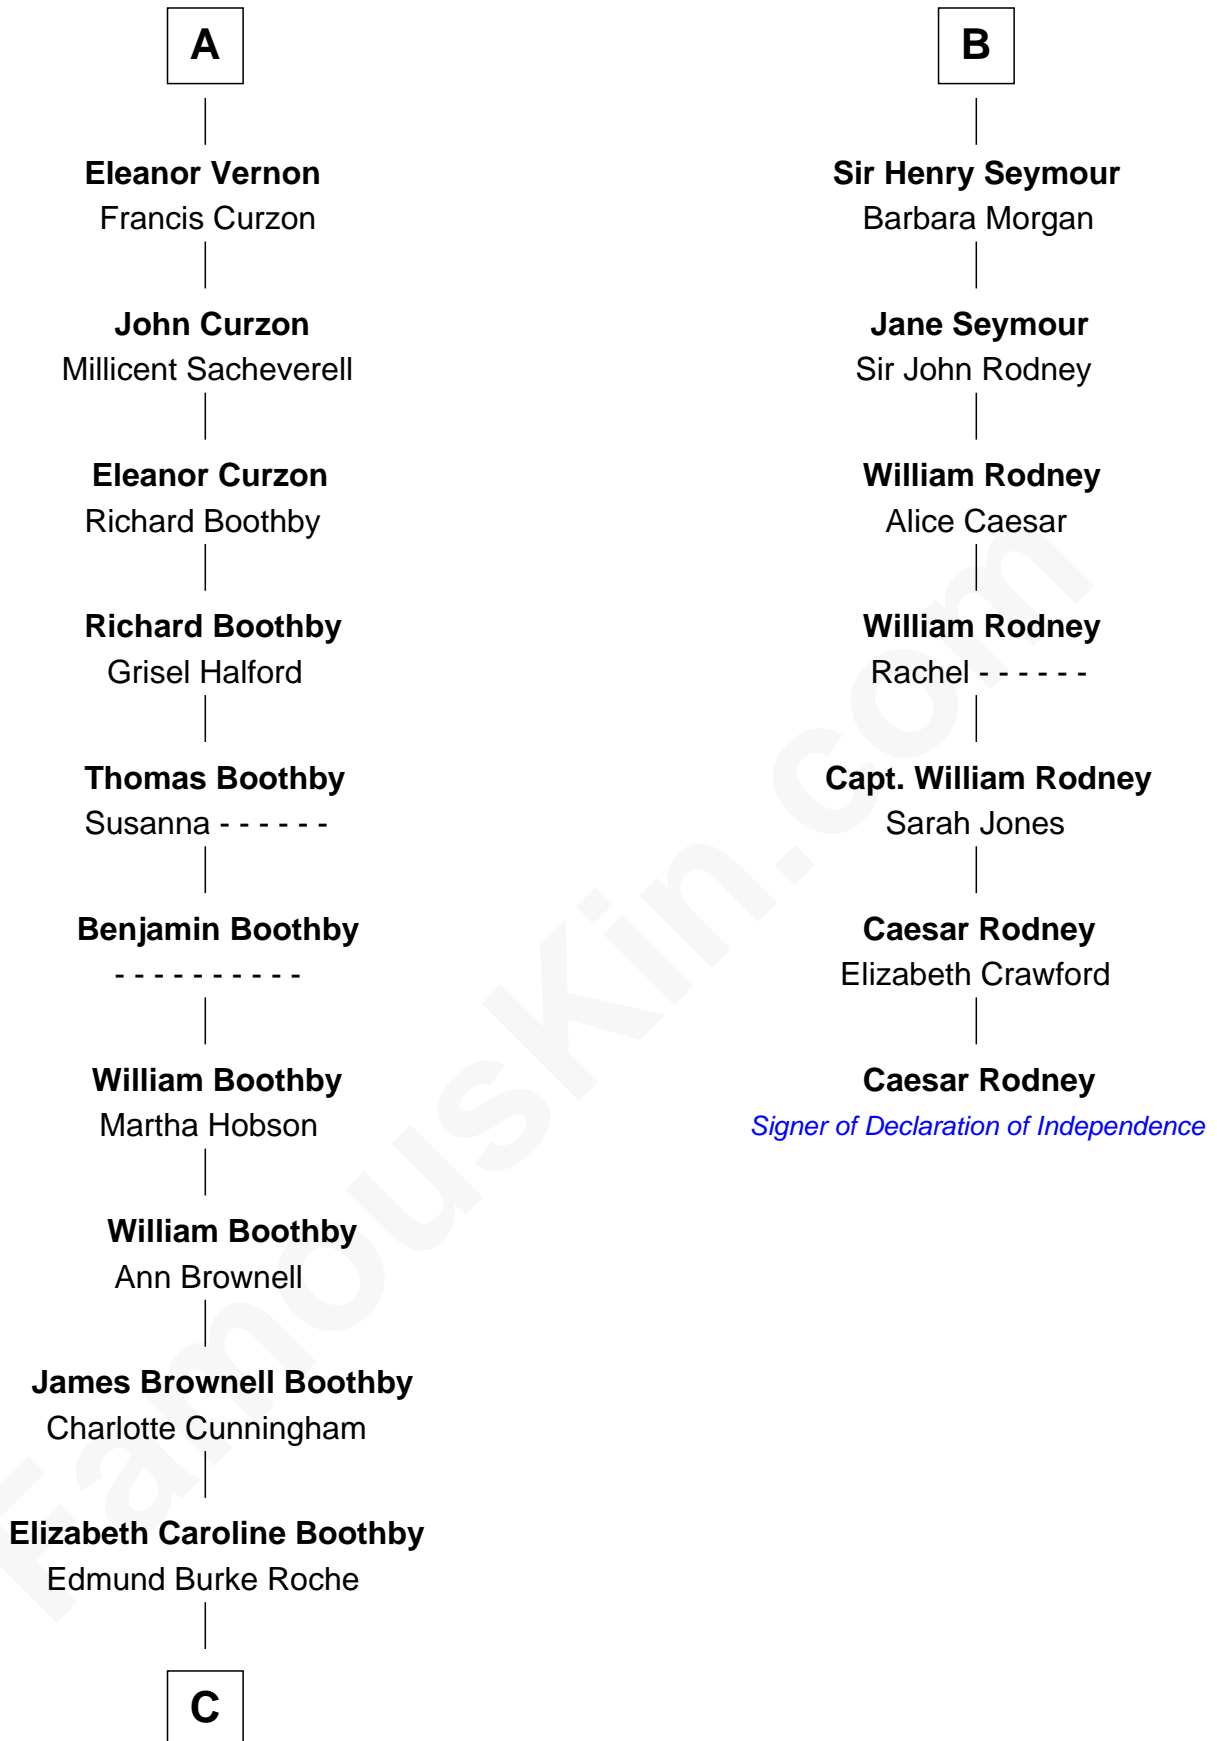 A
Eleanor Vernon
Francis Curzon
John Curzon
Millicent Sacheverell
Eleanor Curzon
Richard Boothby
Richard Boothby
Grisel Halford
Thomas Boothby
Susanna - - - - - -
Benjamin Boothby
- - - - - - - - - -
William Boothby
Martha Hobson
William Boothby
Ann Brownell
James Brownell Boothby
Charlotte Cunningham
Elizabeth Caroline Boothby
Edmund Burke Roche
C
B
Sir Henry Seymour
Barbara Morgan
Jane Seymour
Sir John Rodney
William Rodney
Alice Caesar
William Rodney
Rachel - - - - - -
Capt. William Rodney
Sarah Jones
Caesar Rodney
Elizabeth Crawford
Caesar Rodney
Signer of Declaration of Independence
FamousKin.com